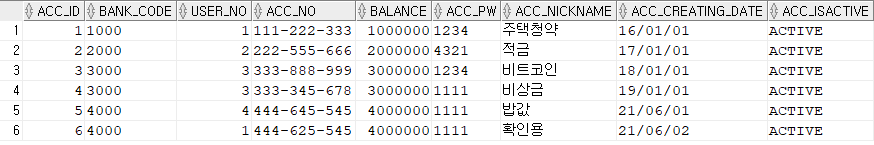 ACC_ID BANK_CODE USER_NO ACC_NO BALANCE ACC_PW ACC_NICKNAME ACC_CREATING_DATE ACC_ISACTIVE
1 1 1000 1 111-222-333 1000000 1234 주택청약 16/01/01 ACTIVE
2 2 2000 2 222-555-666 2000000 4321 적금 17/01/01 ACTIVE
3 3 3000 3 333-888-999 3000000 1234 비트코인 18/01/01 ACTIVE
4 4 3000 3 333-345-678 3000000 1111 비상금 19/01/01 ACTIVE
5 5 4000 4 444-645-545 4000000 1111 밥값 21/06/01 ACTIVE
6 6 4000 1 444-625-545 4000000 1111 확인용 21/06/02 ACTIVE